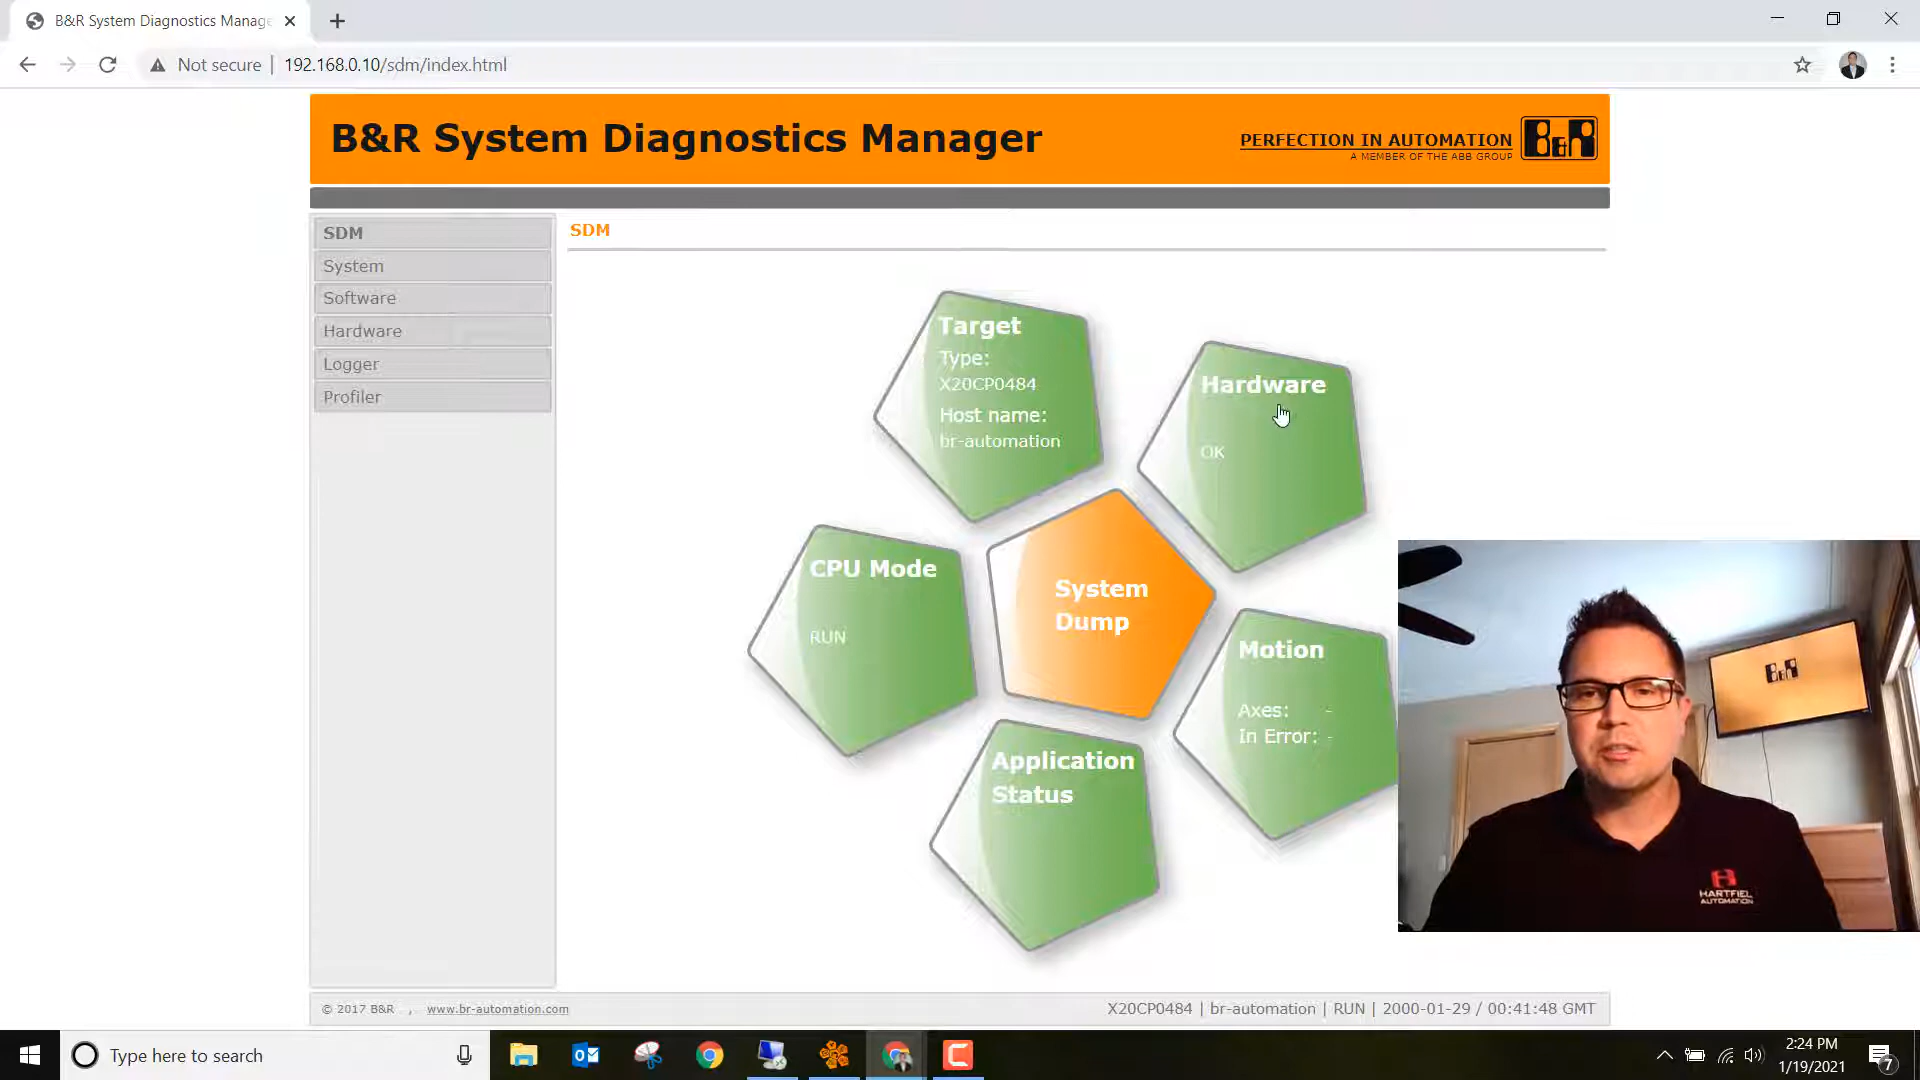 B&R System Diagnostics Manage
Not secure
192.168.0.10/sdm/index.html
B&R System Diagnostics Manager
PERFECTION IN AUTOMATION
A MEMBER OF THE ABB GROUP
B&R
SDM
System
Software
Hardware
Logger
Profiler
SDM
Target
Type:
X20CP0484
Host name:
br-automation
Hardware
OK
CPU Mode
RUN
System
Dump
Motion
Axes: -
In Error: -
Application
Status
B&R
HARTFIEL
AUTOMATION
© 2017 B&R , www.br-automation.com
X20CP0484 | br-automation | RUN | 2000-01-29 / 00:41:48 GMT
Type here to search
2:24 PM
1/19/2021
7